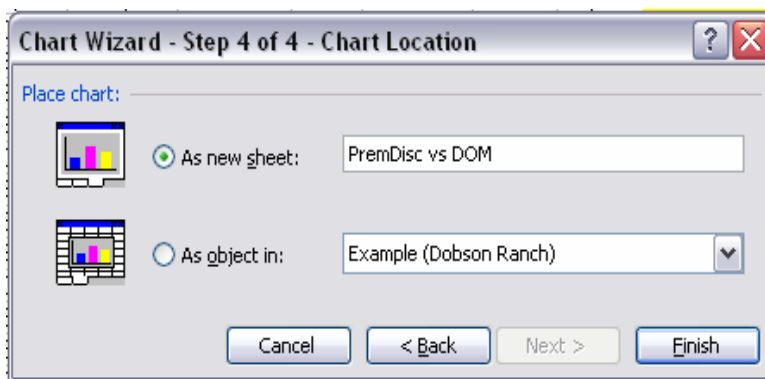 Chart Wizard - Step 4 of 4 - Chart Location
Place chart:
As new sheet: PremDisc vs DOM
As object in: Example (Dobson Ranch)
Cancel < Back Next > Finish